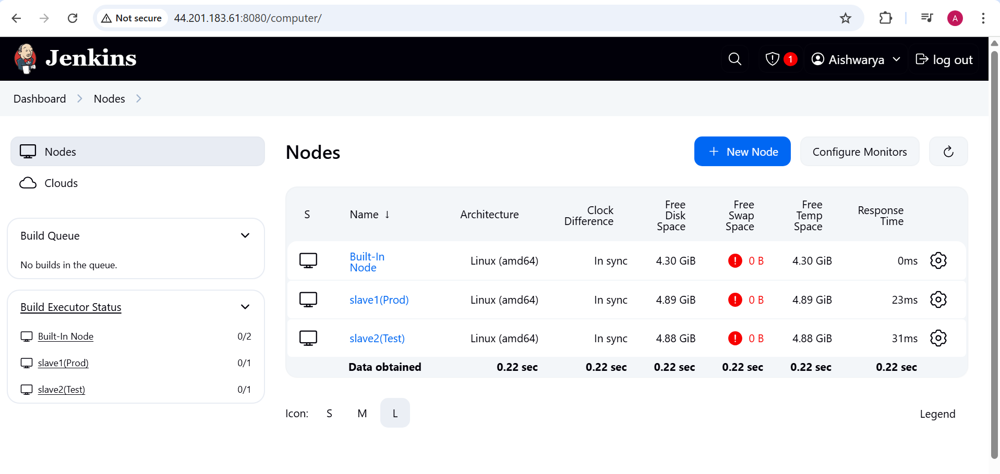 Not secure
44.201.183.61:8080/computer/
A
Jenkins
1
Aishwarya
log out
Dashboard
Nodes
Nodes
Clouds
Build Queue
No builds in the queue.
Build Executor Status
Built-In Node 0/2
slave1(Prod) 0/1
slave2(Test) 0/1
Nodes
+ New Node
Configure Monitors
S Name ↓ Architecture Clock Difference Free Disk Space Free Swap Space Free Temp Space Response Time
Built-In Node Linux (amd64) In sync 4.30 GiB ! 0 B 4.30 GiB 0ms
slave1(Prod) Linux (amd64) In sync 4.89 GiB ! 0 B 4.89 GiB 23ms
slave2(Test) Linux (amd64) In sync 4.88 GiB ! 0 B 4.88 GiB 31ms
Data obtained 0.22 sec 0.22 sec 0.22 sec 0.22 sec 0.22 sec 0.22 sec
Icon: S M L
Legend